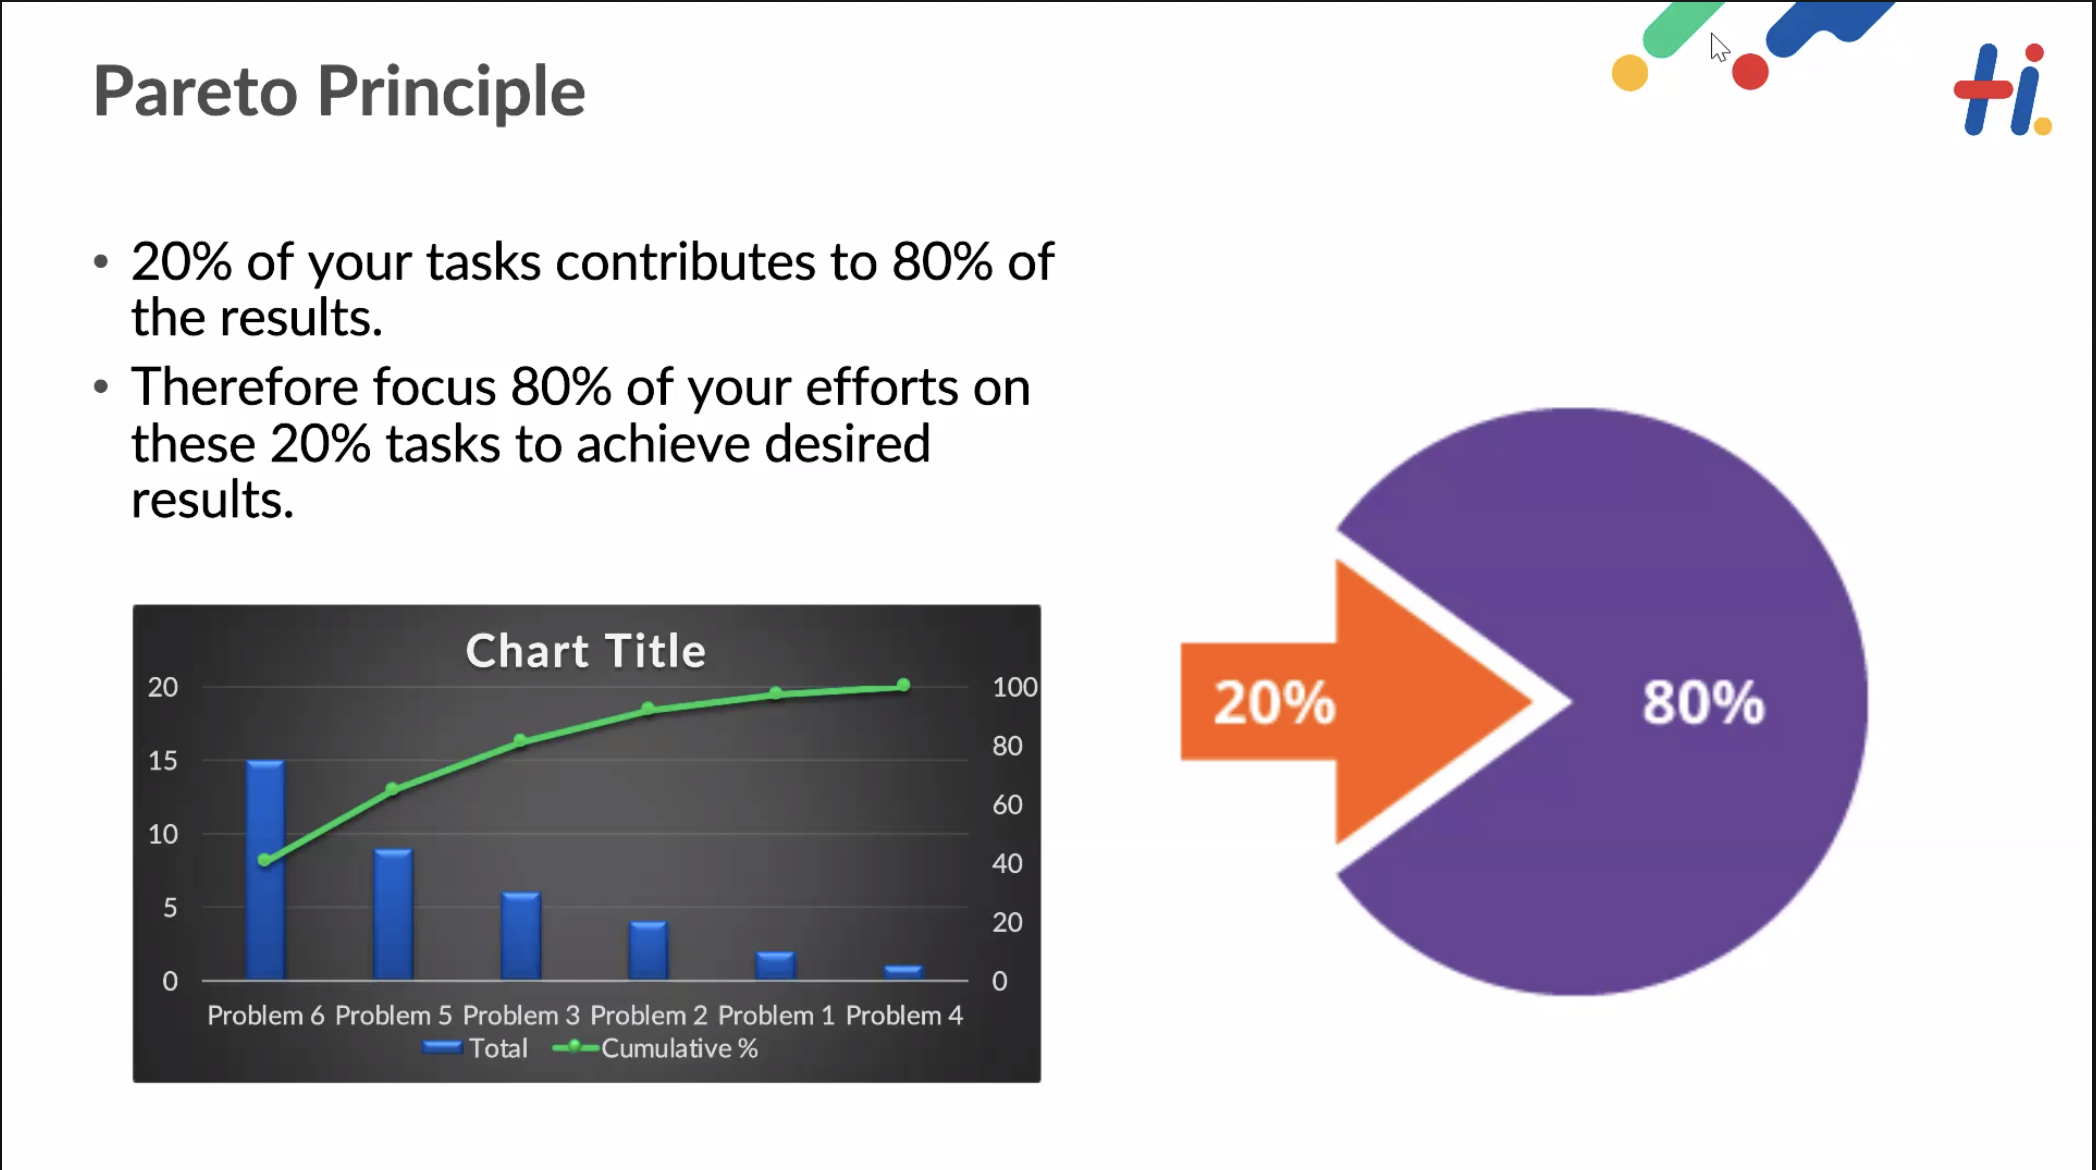 Pareto Principle
Hi.
• 20% of your tasks contributes to 80% of
the results.
• Therefore focus 80% of your efforts on
these 20% tasks to achieve desired
results.
Chart Title
20
15
10
5
0
100
80
60
40
20
0
Problem 6 Problem 5 Problem 3 Problem 2 Problem 1 Problem 4
Total Cumulative %
20%
80%